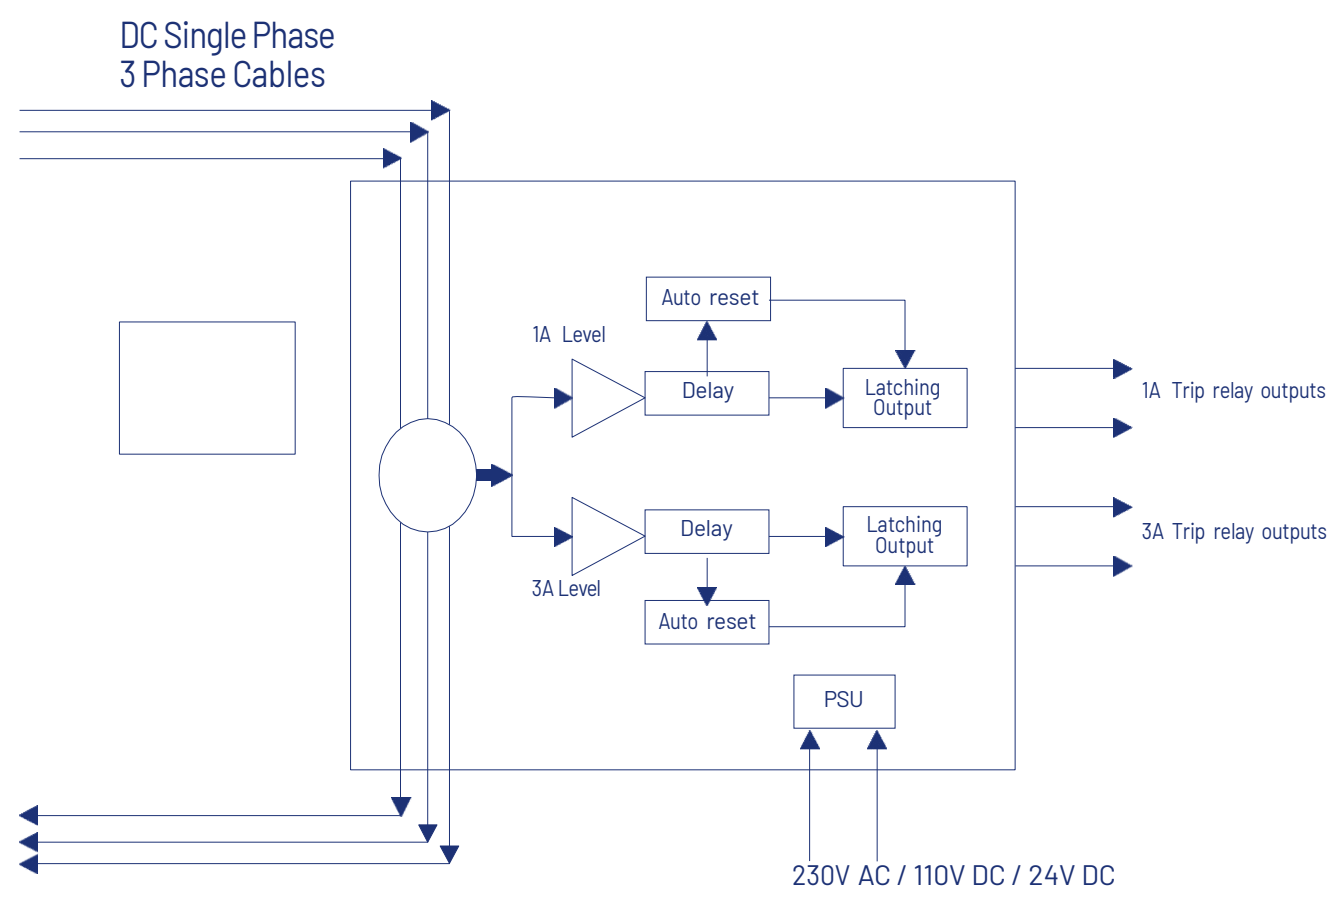 DC Single Phase
3 Phase Cables
Auto reset
1A Level
Delay
Latching
Output
1A Trip relay outputs
Delay
Latching
Output
3A Trip relay outputs
3A Level
Auto reset
PSU
230V AC / 110V DC / 24V DC